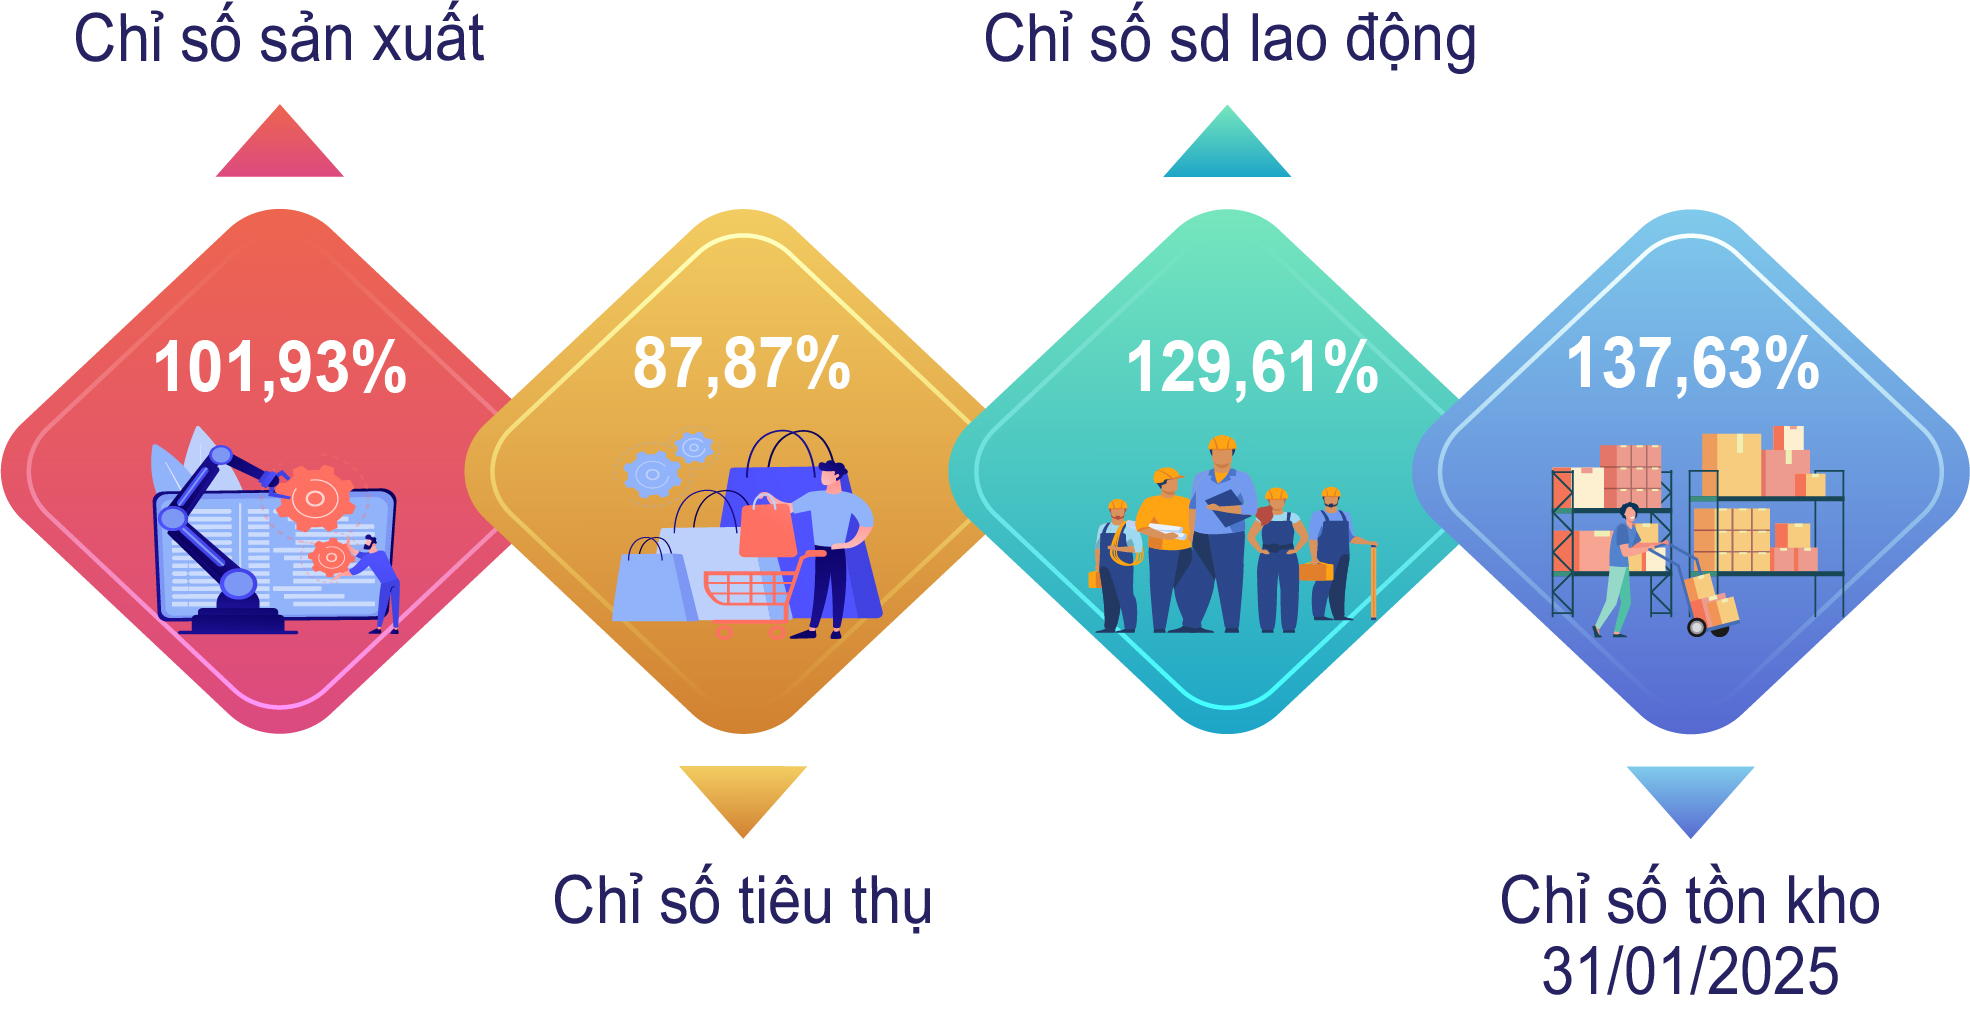 Chỉ số sản xuất
Chỉ số sd lao động
101,93%
87,87%
129,61%
137,63%
Chỉ số tiêu thụ
Chỉ số tồn kho
31/01/2025